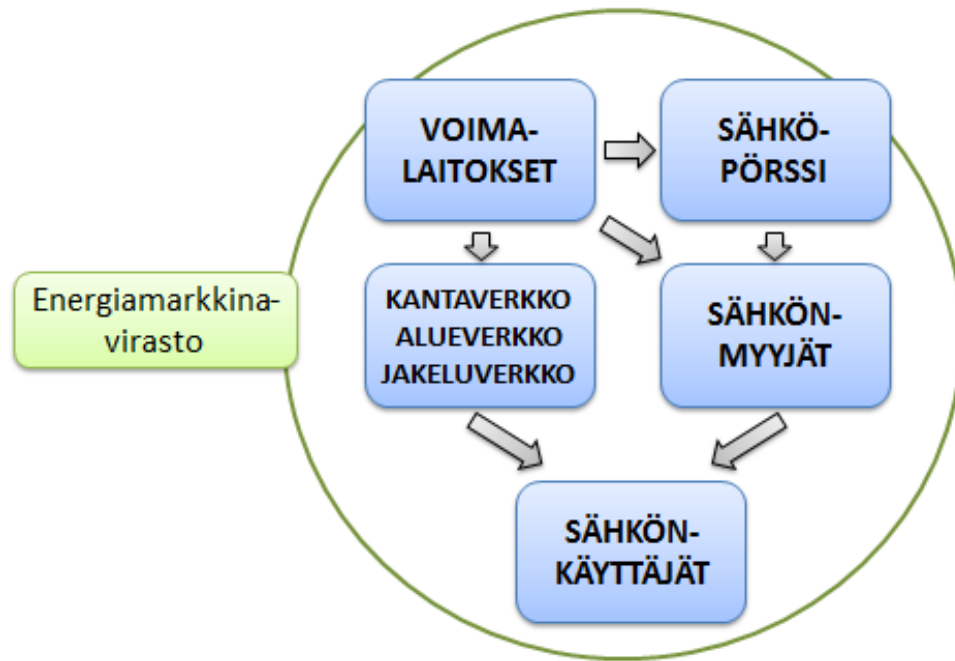 VOIMA-
LAITOKSET
SÄHKÖ-
PÖRSSI
Energiamarkkina-
virasto
KANTAVERKKO
ALUEVERKKO
JAKELUVERKKO
SÄHKÖN-
MYYJÄT
SÄHKÖN-
KÄYTTÄJÄT